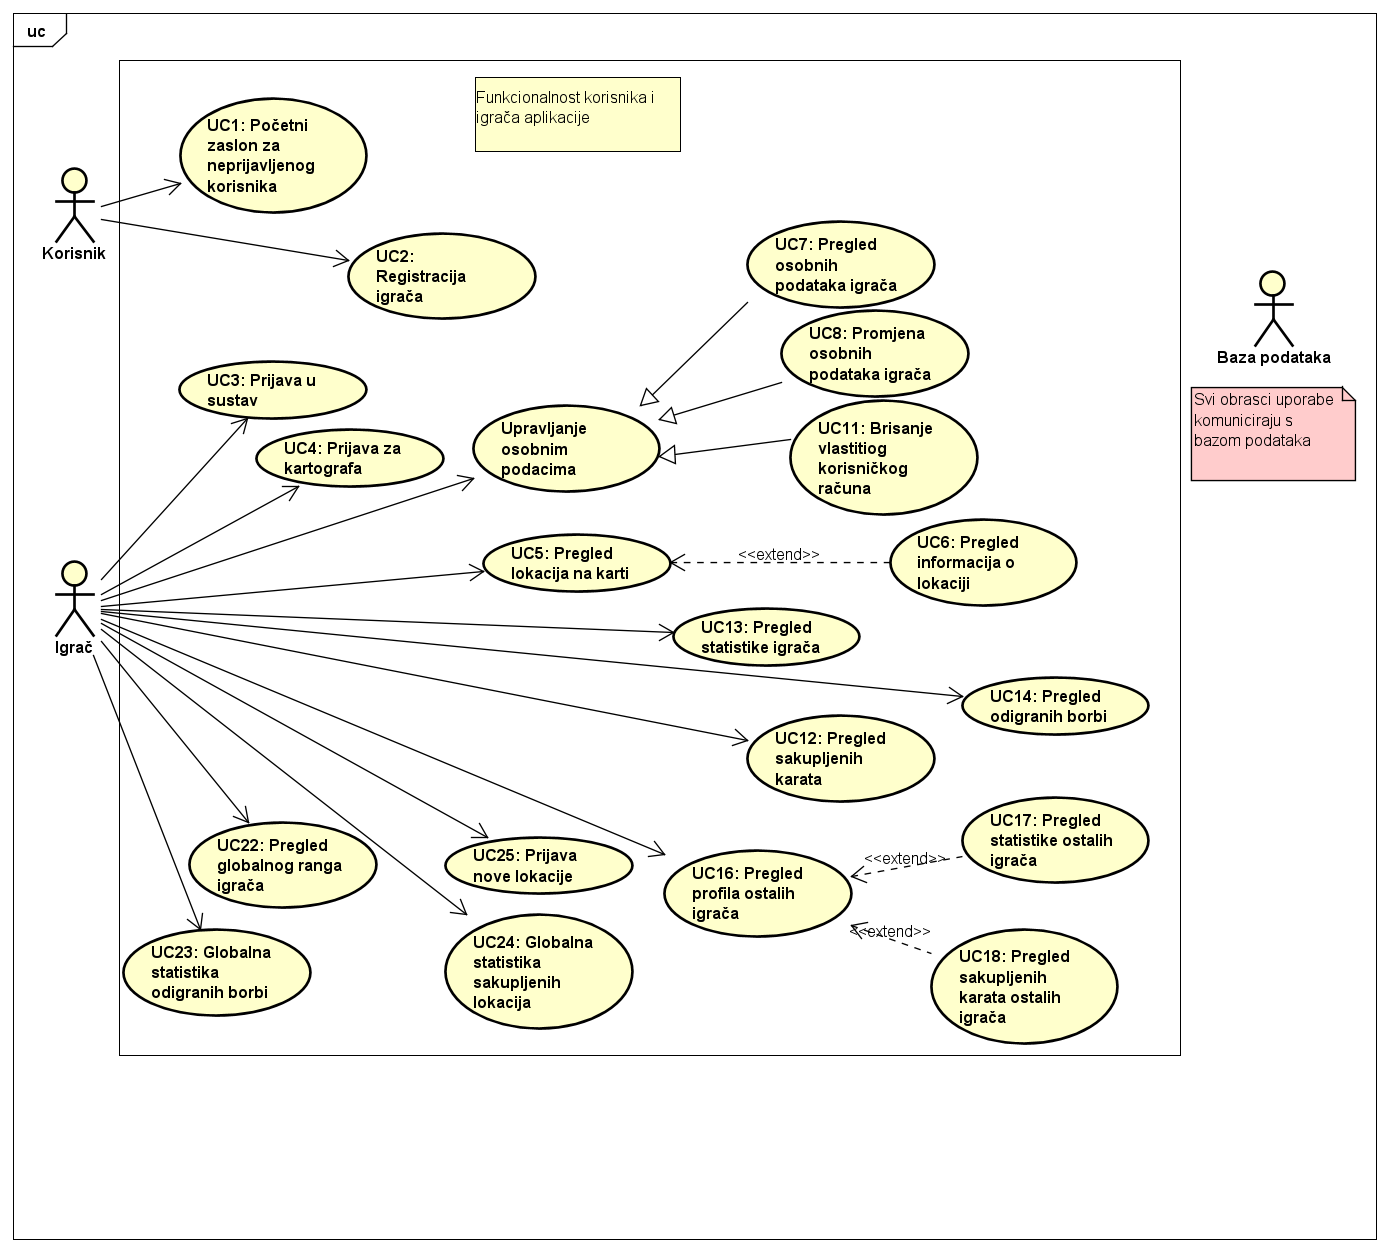 uc
Funkcionalnost korisnika i
igrača aplikacije
UC1: Početni
zaslon za
neprijavljenog
korisnika
Korisnik
UC2:
Registracija
igrača
UC7: Pregled
osobnih
podataka igrača
UC8: Promjena
osobnih
podataka igrača
Baza podataka
Svi obrasci uporabe
komuniciraju s
bazom podataka
UC3: Prijava u
sustav
UC4: Prijava za
kartografa
Upravljanje
osobnim
podacima
UC11: Brisanje
vlastitiog
korisničkog
računa
UC5: Pregled
lokacija na karti
<<extend>>
UC6: Pregled
informacija o
lokaciji
Igrač
UC13: Pregled
statistike igrača
UC14: Pregled
odigranih borbi
UC12: Pregled
sakupljenih
karata
UC22: Pregled
globalnog ranga
igrača
UC25: Prijava
nove lokacije
UC16: Pregled
profila ostalih
igrača
<<extend>>
UC17: Pregled
statistike ostalih
igrača
<<extend>>
UC23: Globalna
statistika
odigranih borbi
UC24: Globalna
statistika
sakupljenih
lokacija
UC18: Pregled
sakupljenih
karata ostalih
igrača